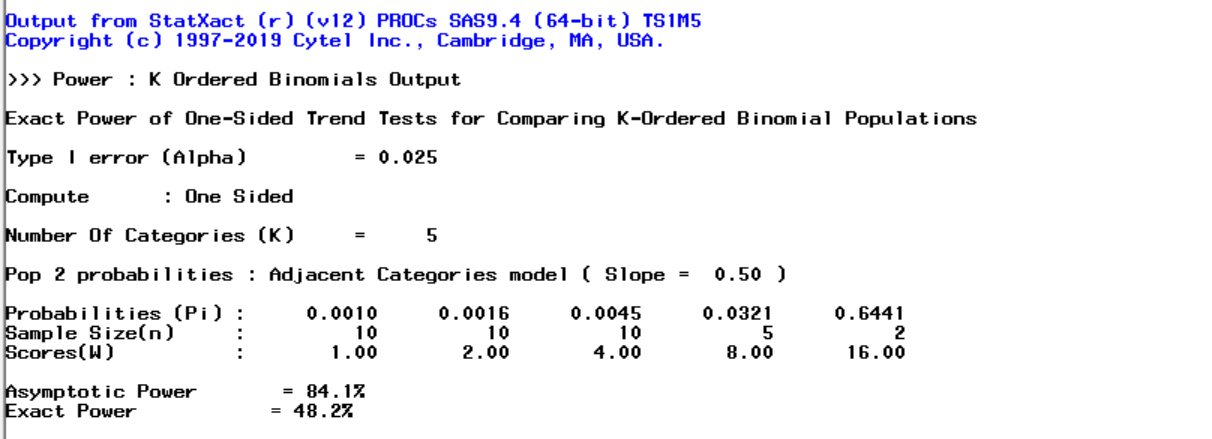 Output from StatXact (r) (v12) PROCs SAS9.4 (64-bit) TS1M5
Copyright (c) 1997-2019 Cytel Inc., Cambridge, MA, USA.
>>> Power : K Ordered Binomials Output
Exact Power of One-Sided Trend Tests for Comparing K-Ordered Binomial Populations
Type I error (Alpha) = 0.025
Compute : One Sided
Number Of Categories (K) = 5
Pop 2 probabilities : Adjacent Categories model ( Slope = 0.50 )
Probabilities (Pi) : 0.0010 0.0016 0.0045 0.0321 0.6441
Sample Size(n) : 10 10 10 5 2
Scores(W) : 1.00 2.00 4.00 8.00 16.00
Asymptotic Power = 84.1%
Exact Power = 48.2%